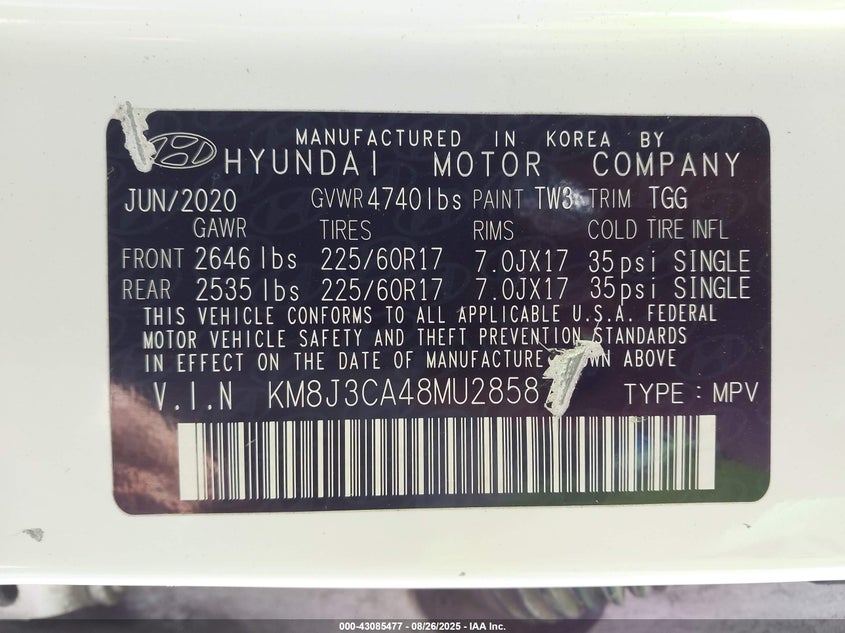 MANUFACTURED IN KOREA BY
HYUNDAI MOTOR COMPANY
JUN/2020 GVWR 4740lbs PAINT TW3 TRIM TGG
GAWR TIRES RIMS COLD TIRE INFL
FRONT 2646 lbs 225/60R17 7.0JX17 35psi SINGLE
REAR 2535 lbs 225/60R17 7.0JX17 35psi SINGLE
THIS VEHICLE CONFORMS TO ALL APPLICABLE U.S.A. FEDERAL
MOTOR VEHICLE SAFETY AND THEFT PREVENTION STANDARDS
IN EFFECT ON THE DATE OF MANUFACTURE OWN ABOVE
V.I.N KM8J3CA48MU2858 TYPE : MPV
000-43085477 - 08/26/2025 - IAA Inc.